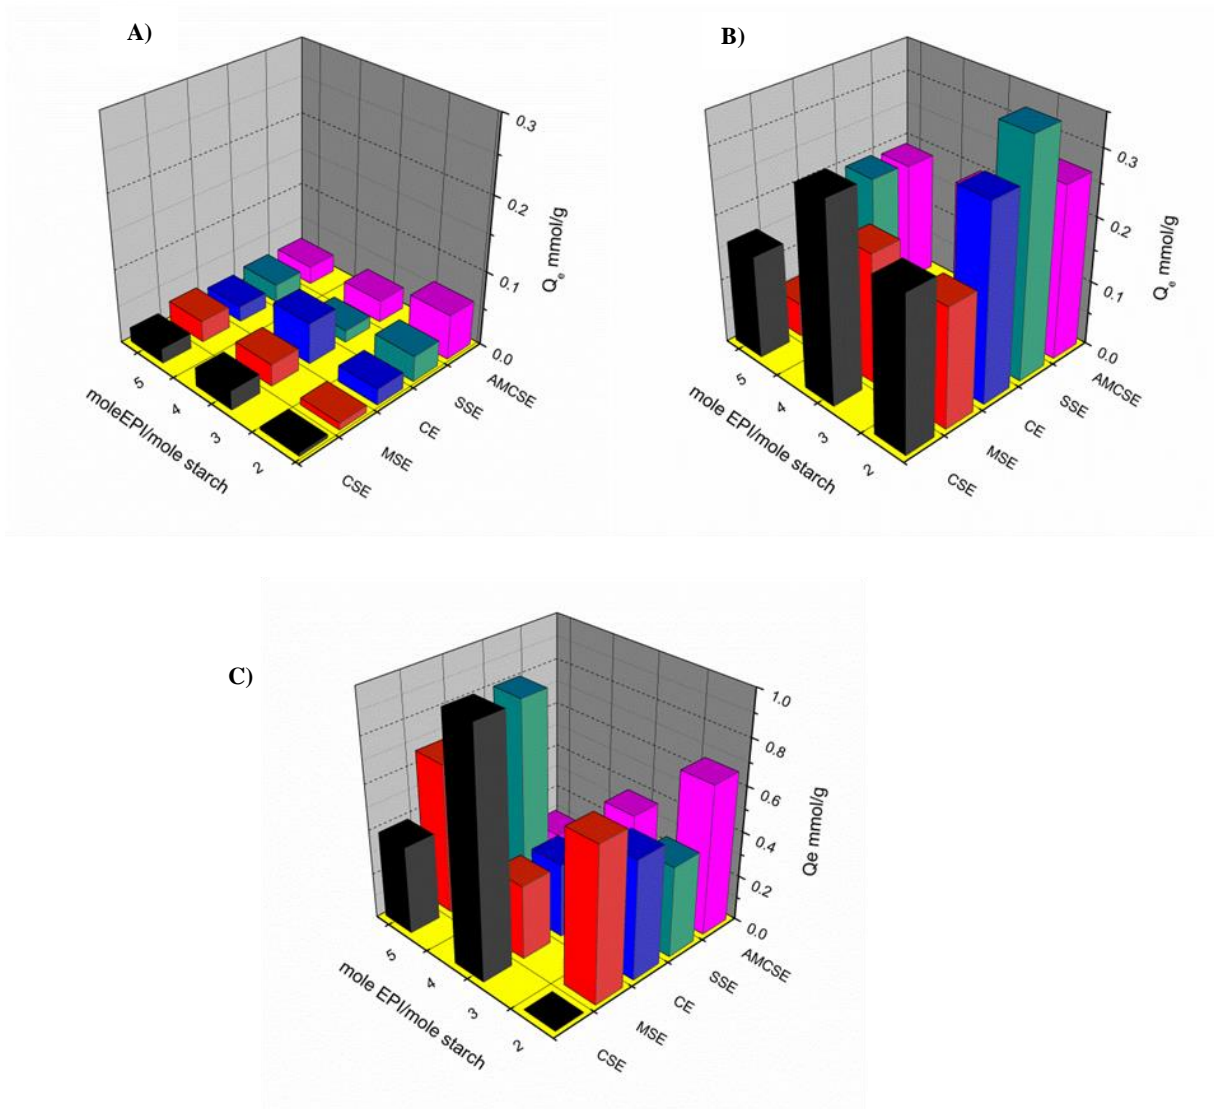 A)
0.3
0.2
0.1
0.0
Qe mmol/g
5
4
3
2
moleEPI/mole starch
CSE
MSE
CE
SSE
AMCSE
B)
0.3
0.2
0.1
0.0
Qe mmol/g
5
4
3
2
mole EPI/mole starch
CSE
MSE
CE
SSE
AMCSE
C)
1.0
0.8
0.6
0.4
0.2
0.0
Qe mmol/g
5
4
3
2
mole EPI/mole starch
CSE
MSE
CE
SSE
AMCSE